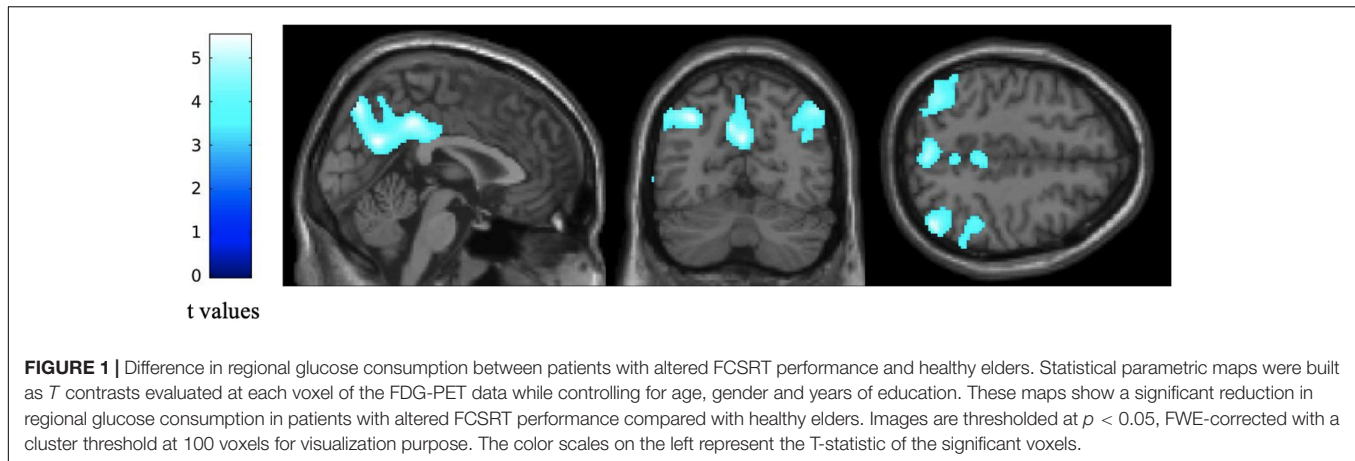 5
4
3
2
1
0
t values
FIGURE 1 | Difference in regional glucose consumption between patients with altered FCSRT performance and healthy elders. Statistical parametric maps were built
as T contrasts evaluated at each voxel of the FDG-PET data while controlling for age, gender and years of education. These maps show a significant reduction in
regional glucose consumption in patients with altered FCSRT performance compared with healthy elders. Images are thresholded at p < 0.05, FWE-corrected with a
cluster threshold at 100 voxels for visualization purpose. The color scales on the left represent the T-statistic of the significant voxels.